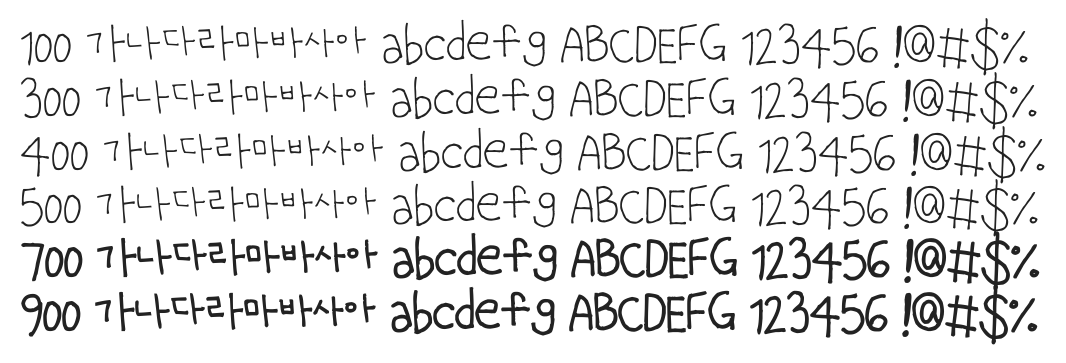 100 가나다라마바사아 abcdefg ABCDEFG 123456 !@#$%
300 가나다라마바사아 abcdefg ABCDEFG 123456 !@#$%
400 가나다라마바사아 abcdefg ABCDEFG 123456 !@#$%
500 가나다라마바사아 abcdefg ABCDEFG 123456 !@#$%
700 가나다라마바사아 abcdefg ABCDEFG 123456 !@#$%
900 가나다라마바사아 abcdefg ABCDEFG 123456 !@#$%